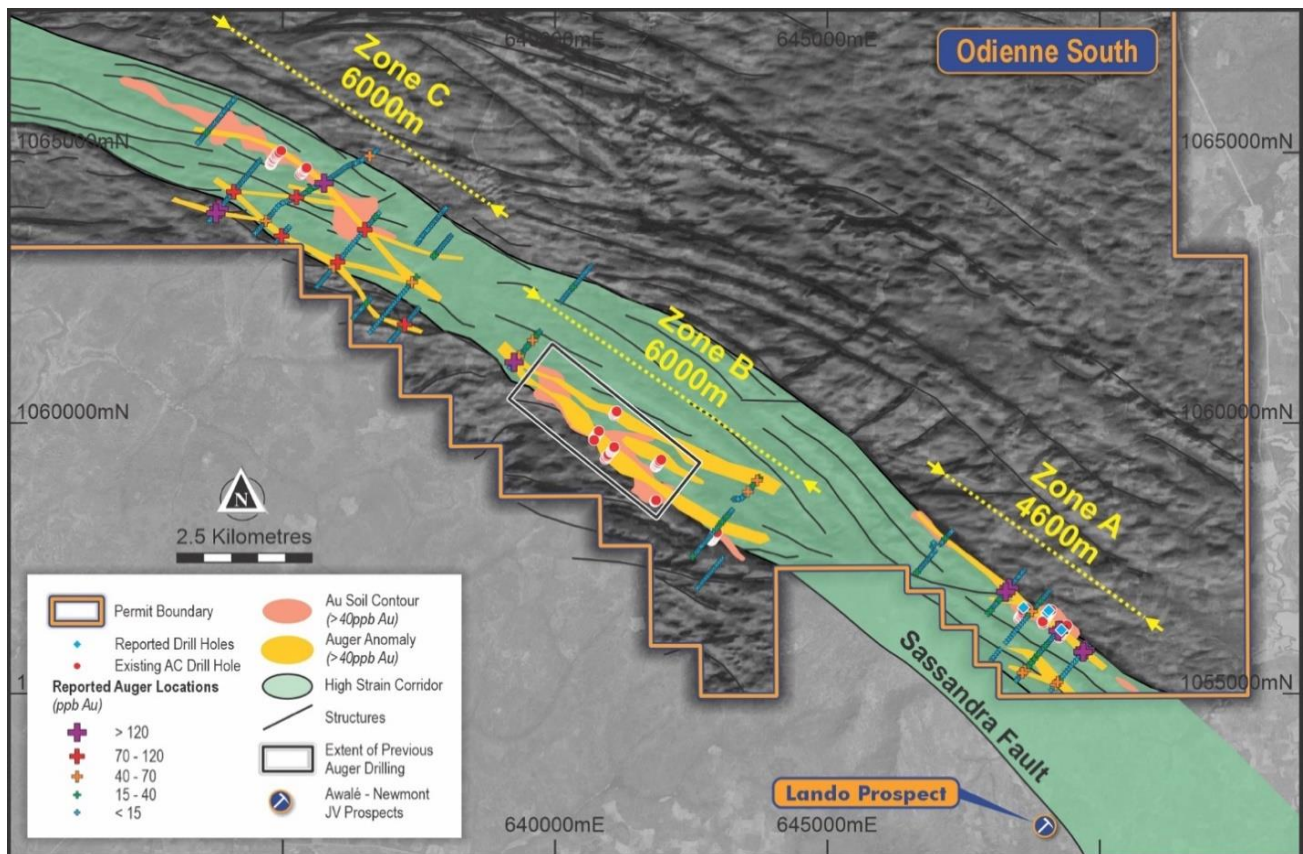 640000mE
645000mE
Odienne South
Zone C
6000m
1065000mN
1065000mN
Zone B
6000m
1060000mN
1060000mN
Zone A
4600m
N
2.5 Kilometres
Permit Boundary
Reported Drill Holes
Existing AC Drill Hole
Reported Auger Locations
(ppb Au)
> 120
70 - 120
40 - 70
15 - 40
< 15
Au Soil Contour
(>40ppb Au)
Auger Anomaly
(>40ppb Au)
High Strain Corridor
Structures
Extent of Previous
Auger Drilling
Awalé - Newmont
JV Prospects
1055000mN
Sassandra Fault
Lando Prospect
640000mE
645000mE